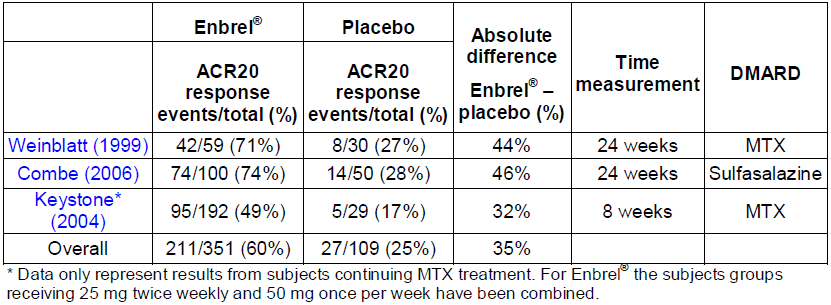 Enbrel® Placebo Absolute difference Enbrel® – placebo (%) Time measurement DMARD
ACR20 response events/total (%) ACR20 response events/total (%)
Weinblatt (1999) 42/59 (71%) 8/30 (27%) 44% 24 weeks MTX
Combe (2006) 74/100 (74%) 14/50 (28%) 46% 24 weeks Sulfasalazine
Keystone* (2004) 95/192 (49%) 5/29 (17%) 32% 8 weeks MTX
Overall 211/351 (60%) 27/109 (25%) 35%
* Data only represent results from subjects continuing MTX treatment. For Enbrel® the subjects groups
receiving 25 mg twice weekly and 50 mg once per week have been combined.